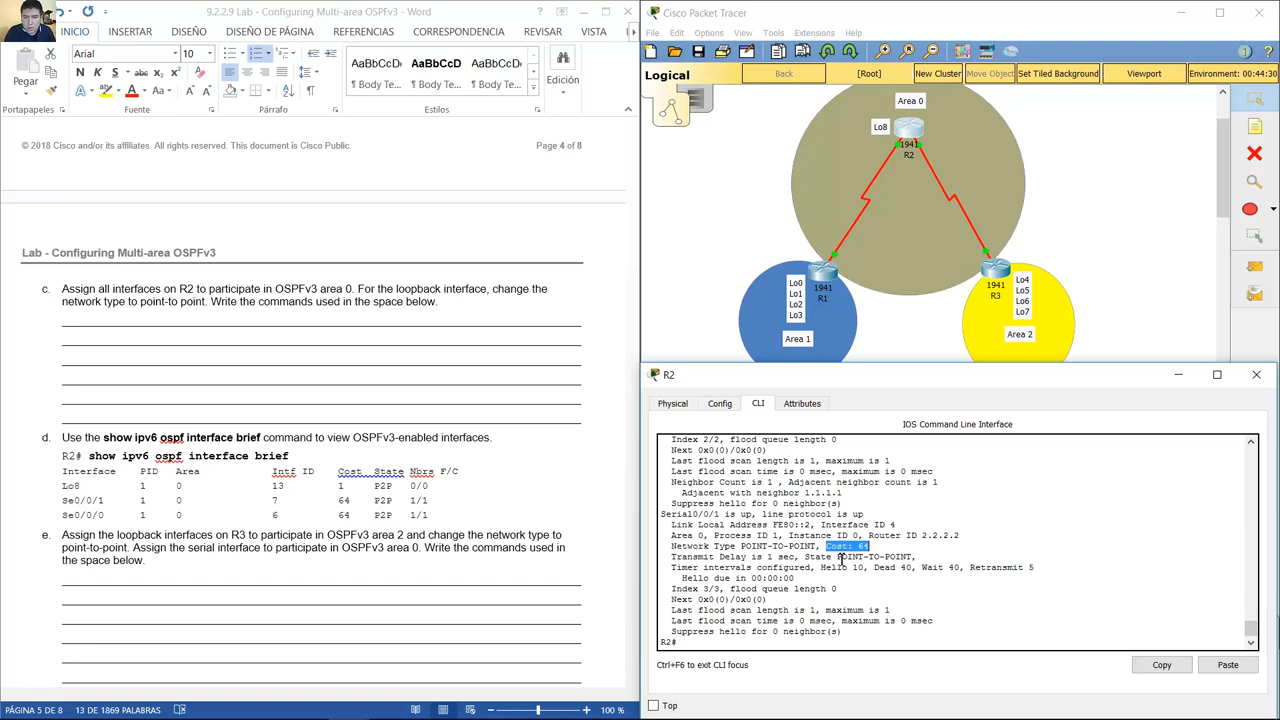 9.2.2.9 Lab - Configuring Multi-area OSPFv3 - Word
INICIO INSERTAR DISEÑO DISEÑO DE PÁGINA REFERENCIAS CORRESPONDENCIA REVISAR VISTA
Pegar
Arial 10
N K S abc x₂ x²
Aa
AaBbCcD AaBbCcD AaBbCcD
¶ Body Te... ¶ Body Te... ¶ Body Te...
Edición
Portapapeles Fuente Párrafo Estilos
© 2018 Cisco and/or its affiliates. All rights reserved. This document is Cisco Public. Page 4 of 8
Lab - Configuring Multi-area OSPFv3
c. Assign all interfaces on R2 to participate in OSPFv3 area 0. For the loopback interface, change the
network type to point-to point. Write the commands used in the space below.
d. Use the show ipv6 ospf interface brief command to view OSPFv3-enabled interfaces.
R2# show ipv6 ospf interface brief
Interface PID Area Intf ID Cost State Nbrs F/C
Lo8 1 0 13 1 P2P 0/0
Se0/0/1 1 0 7 64 P2P 1/1
Se0/0/0 1 0 6 64 P2P 1/1
e. Assign the loopback interfaces on R3 to participate in OSPFv3 area 2 and change the network type to
point-to-point. Assign the serial interface to participate in OSPFv3 area 0. Write the commands used in
the space below.
PÁGINA 5 DE 8 13 DE 1869 PALABRAS 100 %
Cisco Packet Tracer
File Edit Options View Tools Extensions Help
Logical Back [Root] New Cluster Move Object Set Tiled Background Viewport Environment: 00:44:30
Area 0
Lo8
1941
R2
Lo0
Lo1
Lo2
Lo3
1941
R1
Area 1
1941
R3
Lo4
Lo5
Lo6
Lo7
Area 2
R2
Physical Config CLI Attributes
IOS Command Line Interface
Index 2/2, flood queue length 0
Next 0x0(0)/0x0(0)
Last flood scan length is 1, maximum is 1
Last flood scan time is 0 msec, maximum is 0 msec
Neighbor Count is 1 , Adjacent neighbor count is 1
Adjacent with neighbor 1.1.1.1
Suppress hello for 0 neighbor(s)
Serial0/0/1 is up, line protocol is up
Link Local Address FE80::2, Interface ID 4
Area 0, Process ID 1, Instance ID 0, Router ID 2.2.2.2
Network Type POINT-TO-POINT, Cost: 64
Transmit Delay is 1 sec, State POINT-TO-POINT,
Timer intervals configured, Hello 10, Dead 40, Wait 40, Retransmit 5
Hello due in 00:00:00
Index 3/3, flood queue length 0
Next 0x0(0)/0x0(0)
Last flood scan length is 1, maximum is 1
Last flood scan time is 0 msec, maximum is 0 msec
Suppress hello for 0 neighbor(s)
R2#
Ctrl+F6 to exit CLI focus
Copy Paste
Top